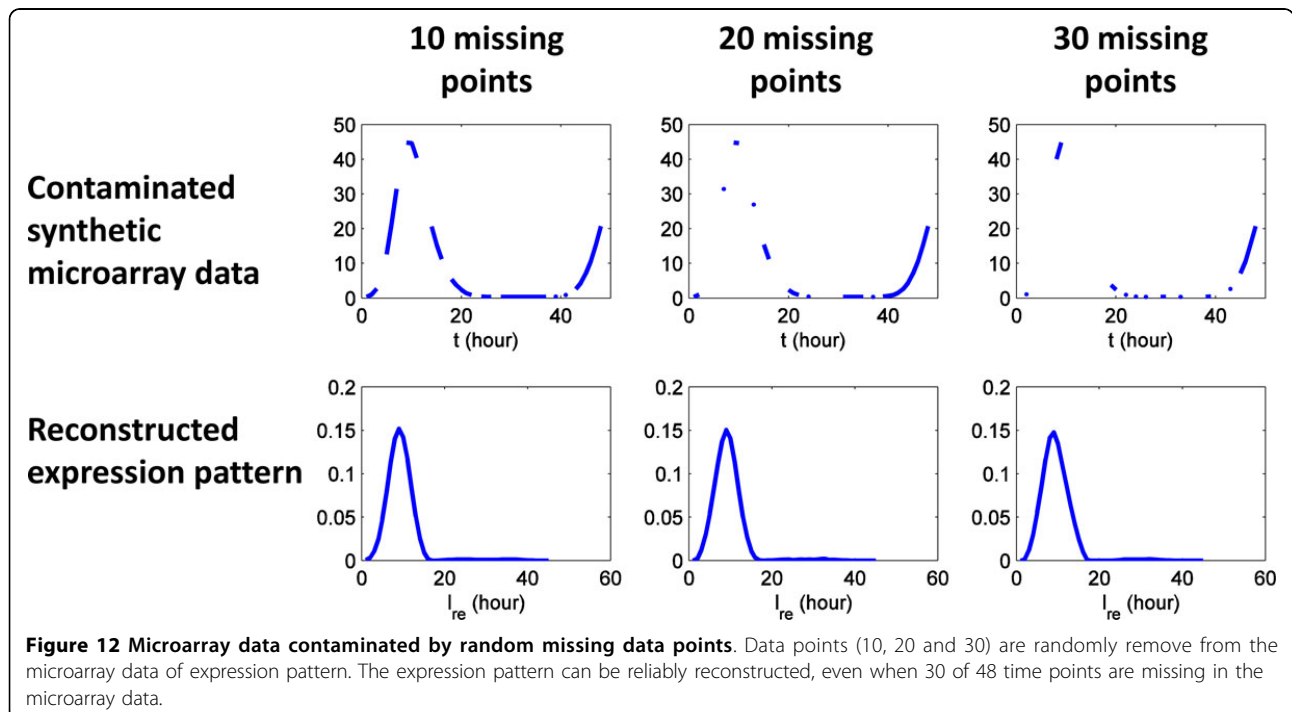 10 missing
points
20 missing
points
30 missing
points
Contaminated
synthetic
microarray data
50
40
30
20
10
0
0
20
40
t (hour)
50
40
30
20
10
0
0
20
40
t (hour)
50
40
30
20
10
0
0
20
40
t (hour)
Reconstructed
expression pattern
0.2
0.15
0.1
0.05
0
0
20
40
60
I_re (hour)
0.2
0.15
0.1
0.05
0
0
20
40
60
I_re (hour)
0.2
0.15
0.1
0.05
0
0
20
40
60
I_re (hour)
Figure 12 Microarray data contaminated by random missing data points. Data points (10, 20 and 30) are randomly remove from the
microarray data of expression pattern. The expression pattern can be reliably reconstructed, even when 30 of 48 time points are missing in the
microarray data.